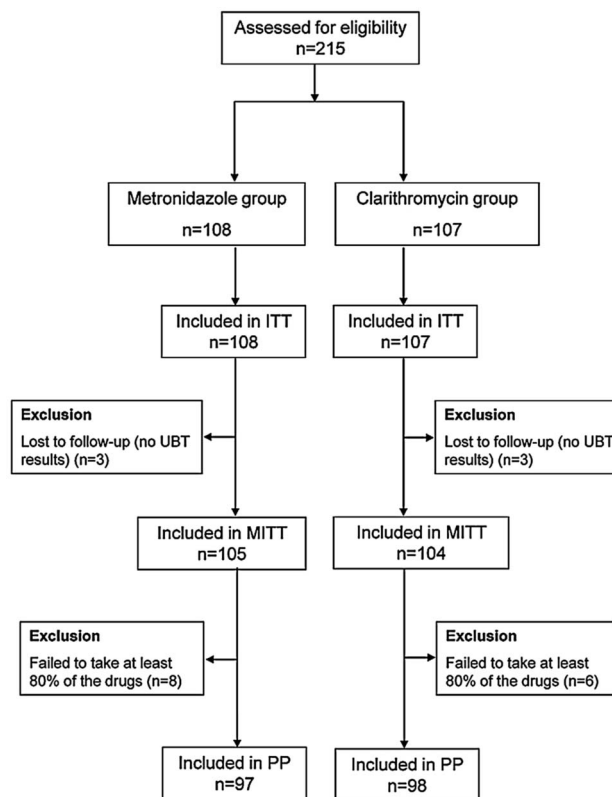 Assessed for eligibility
n=215
Metronidazole group
n=108
Clarithromycin group
n=107
Included in ITT
n=108
Included in ITT
n=107
Exclusion
Lost to follow-up (no UBT
results) (n=3)
Exclusion
Lost to follow-up (no UBT
results) (n=3)
Included in MITT
n=105
Included in MITT
n=104
Exclusion
Failed to take at least
80% of the drugs (n=8)
Exclusion
Failed to take at least
80% of the drugs (n=6)
Included in PP
n=97
Included in PP
n=98